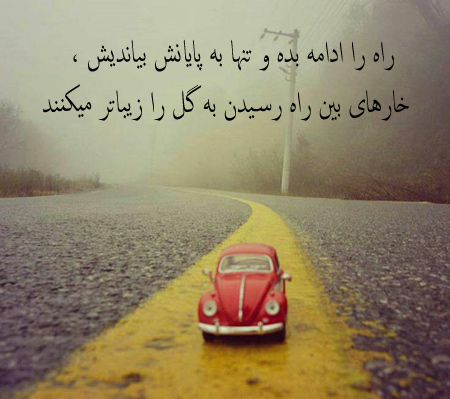 راه را ادامه بده و تنها به پایانش بیاندیش ،
خارهای بین راه رسیدن به گل را زیباتر میکنند